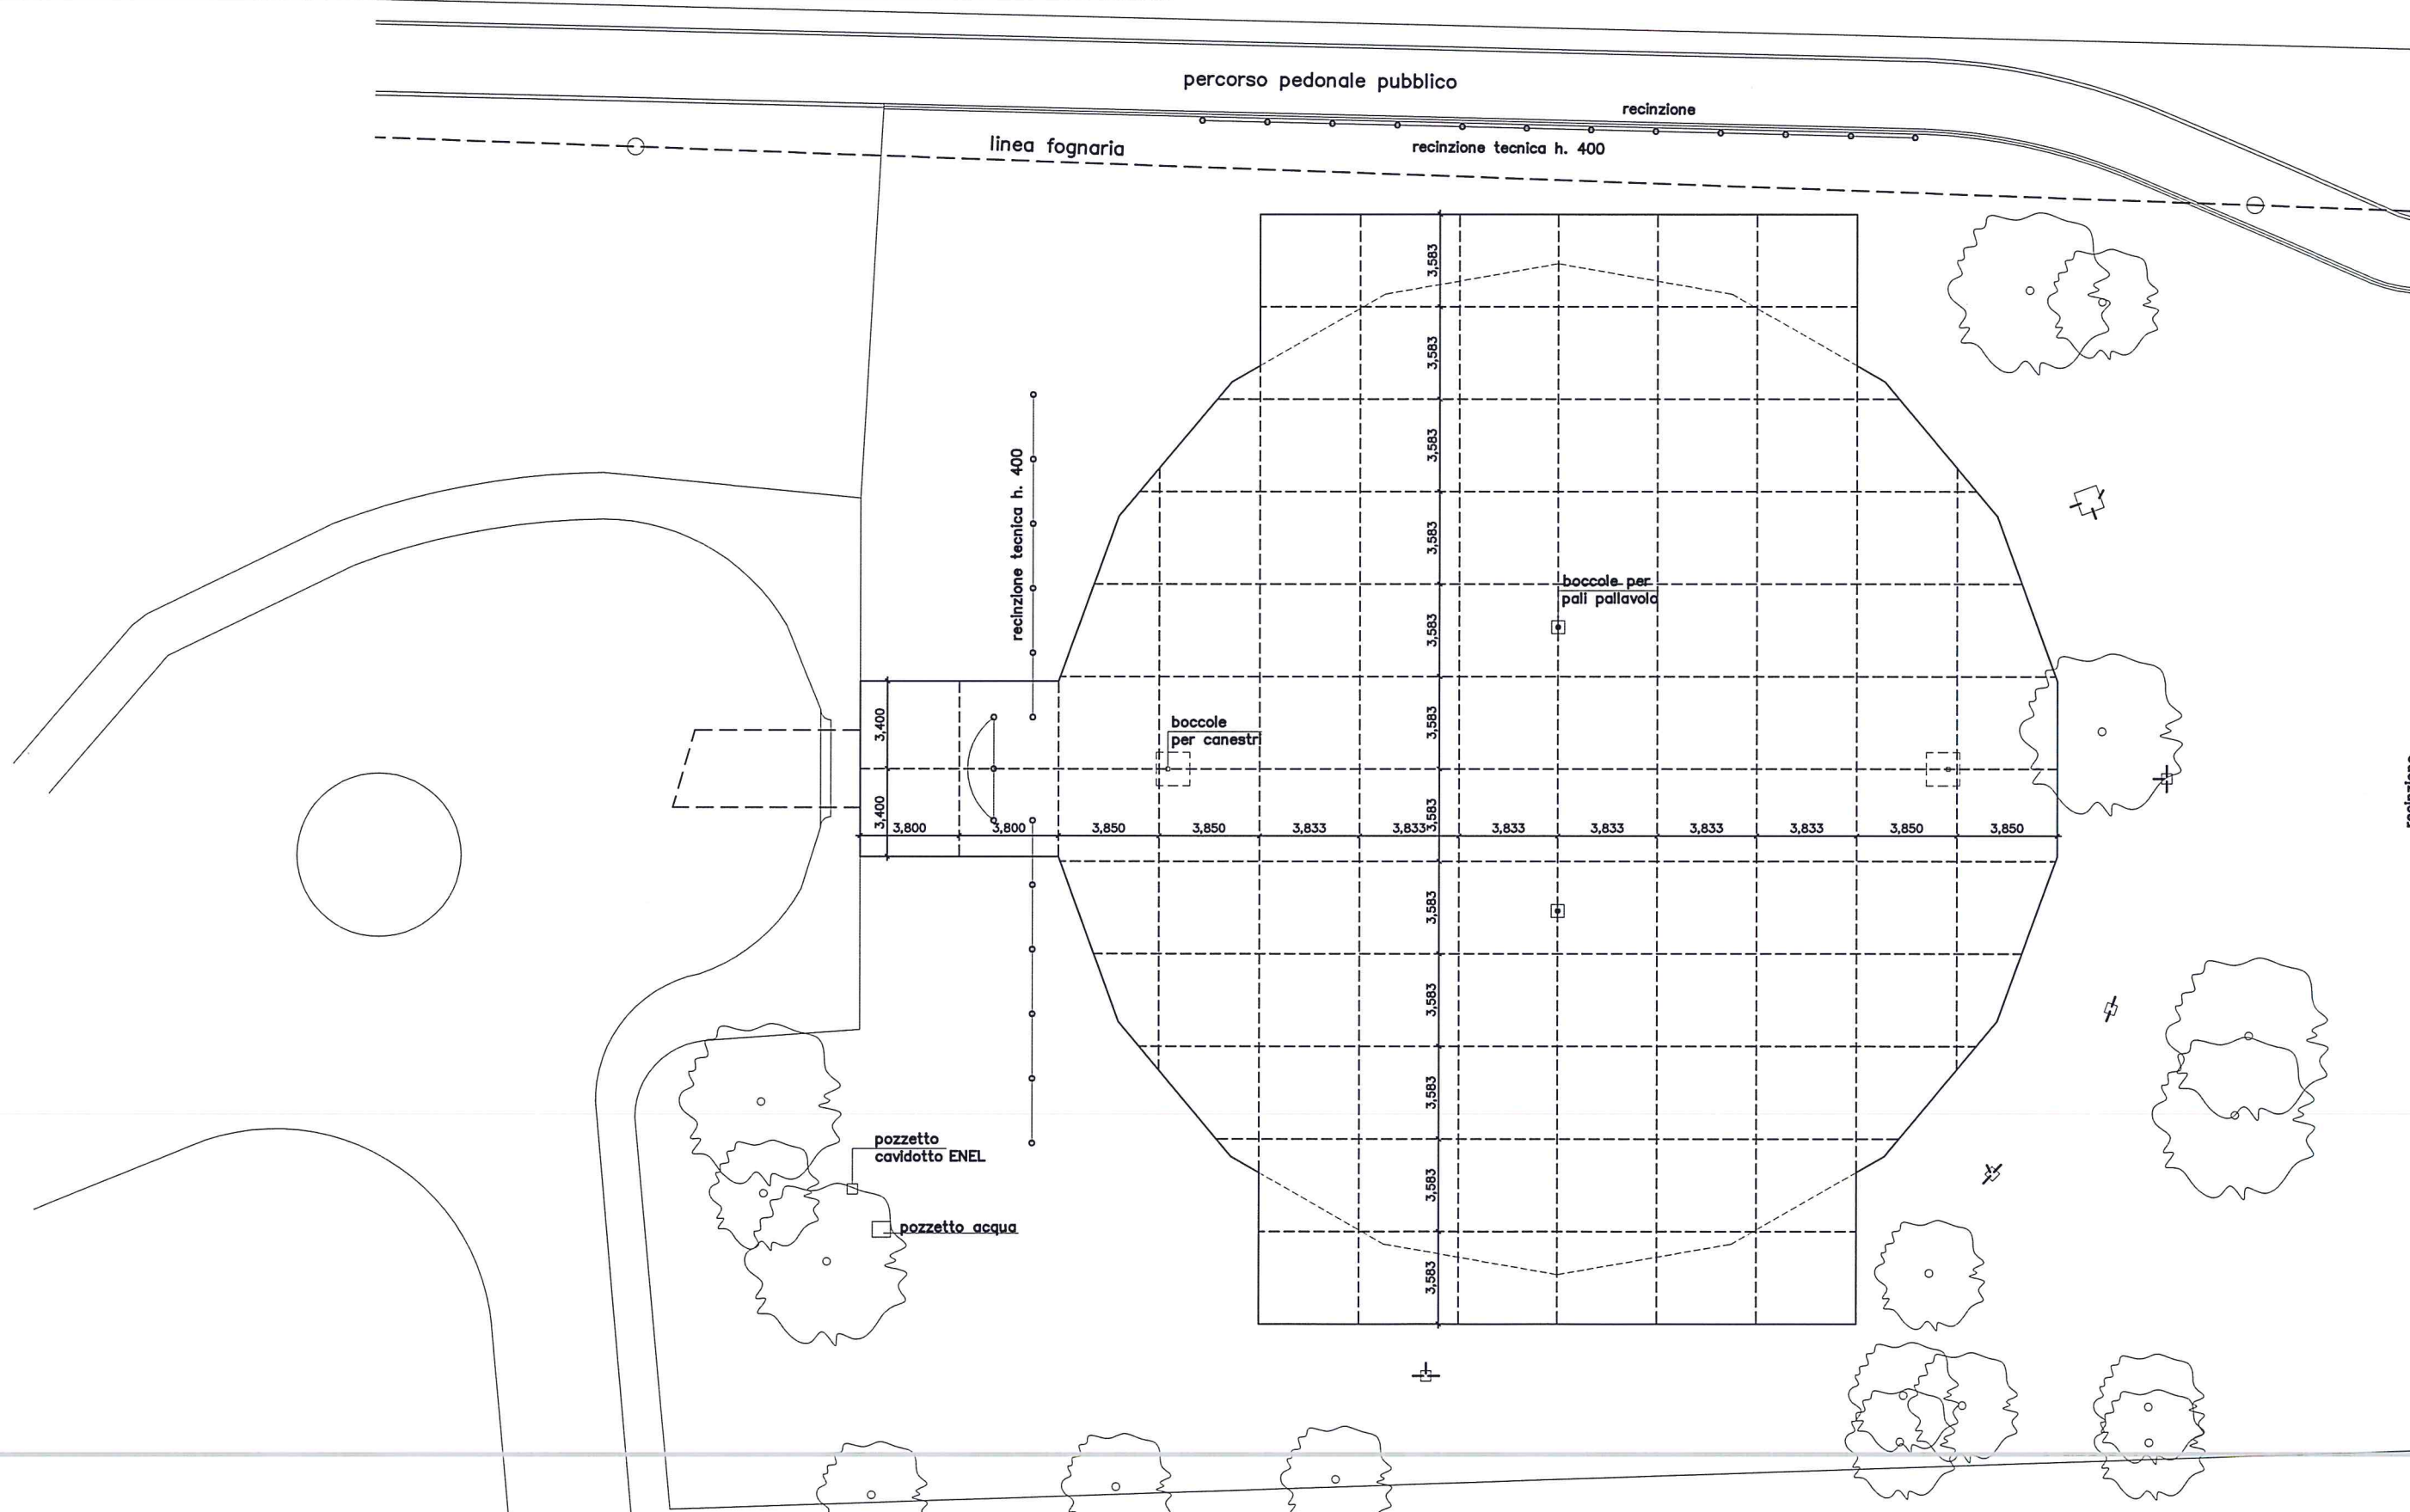 percorso pedonale pubblico
recinzione
linea fognaria
recinzione tecnica h. 400
3,583
3,583
recinzione tecnica h. 400
3,583
3,583
boccole per
pali pallavolo
3,583
3,400
boccole
per canestri
3,583
recinzione
3,400
3,583
3,800
3,800
3,850
3,850
3,833
3,833
3,833
3,833
3,833
3,833
3,850
3,850
3,583
3,583
3,583
pozzetto
cavidotto ENEL
3,583
pozzetto acqua
3,583